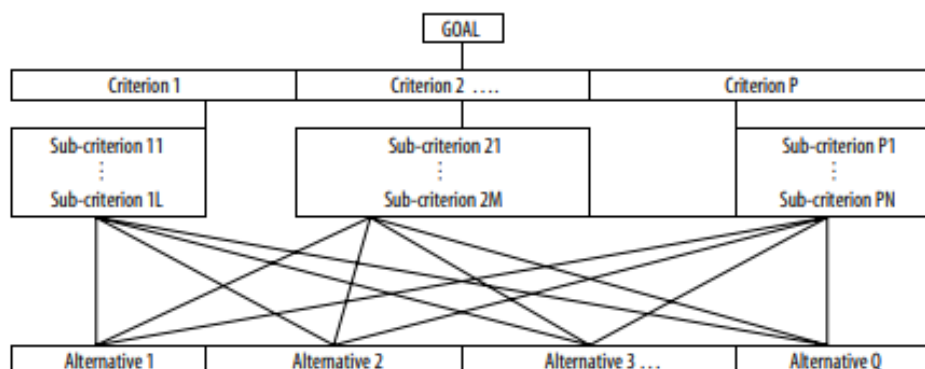 GOAL
Criterion 1 Criterion 2 .... Criterion P
Sub-criterion 11 Sub-criterion 21 Sub-criterion P1
⋮ ⋮ ⋮
Sub-criterion 1L Sub-criterion 2M Sub-criterion PN
Alternative 1 Alternative 2 Alternative 3 ... Alternative Q